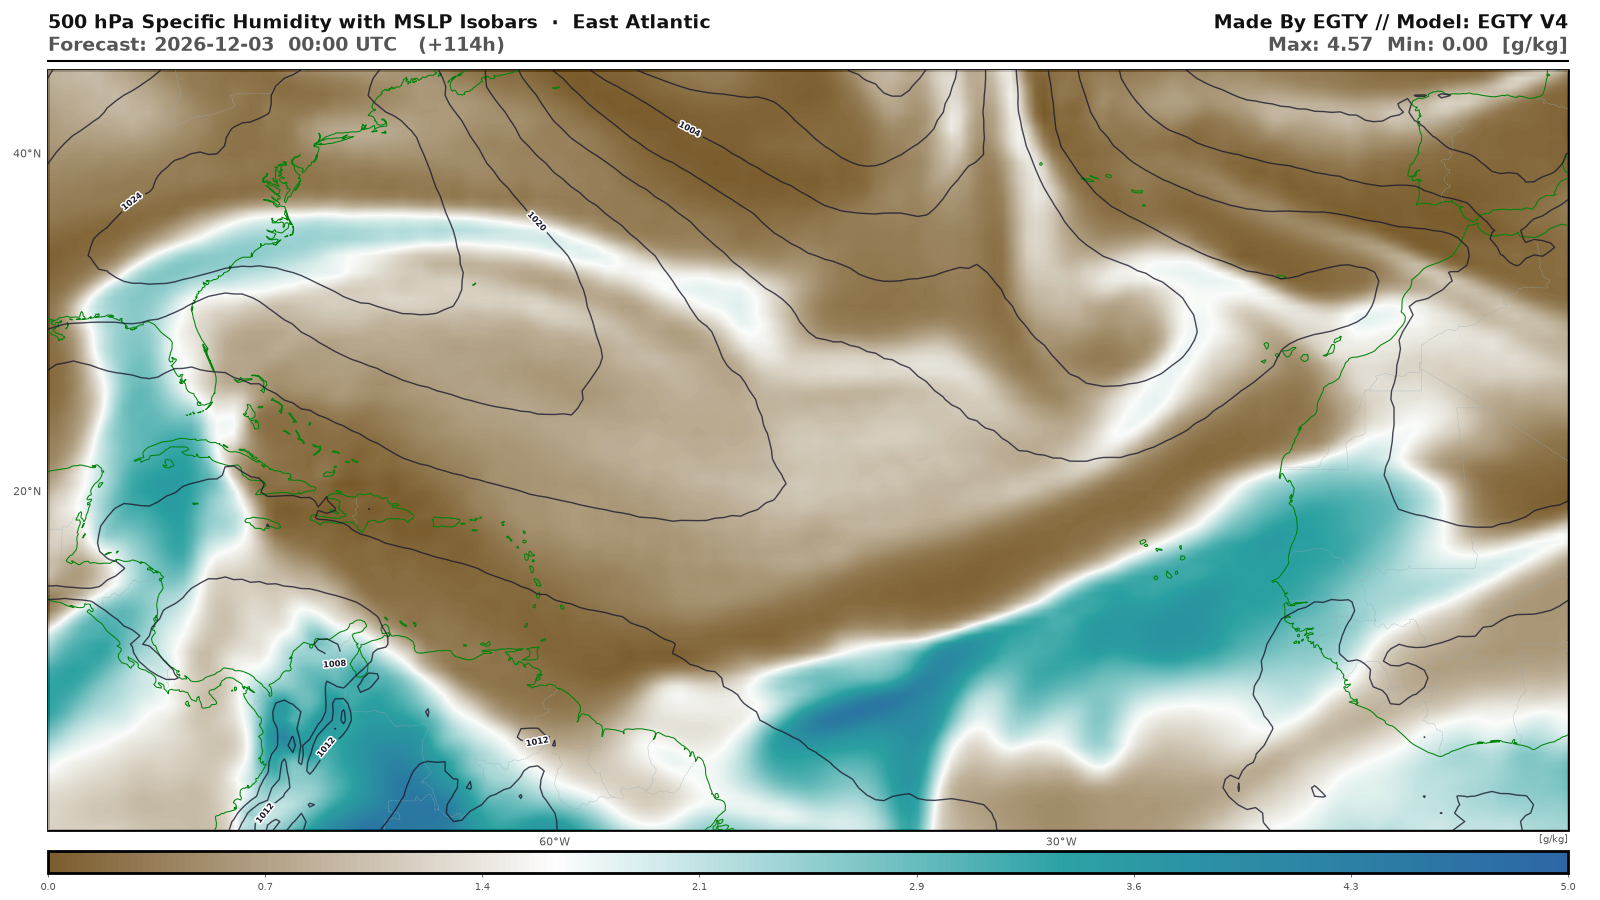 500 hPa Specific Humidity with MSLP Isobars · East Atlantic
Made By EGTY // Model: EGTY V4
Forecast: 2026-12-03 00:00 UTC (+114h)
Max: 4.57 Min: 0.00 [g/kg]
1004
40°N
1024
1020
20°N
1008
1012
1012
1012
60°W
30°W
[g/kg]
0.0 0.7 1.4 2.1 2.9 3.6 4.3 5.0